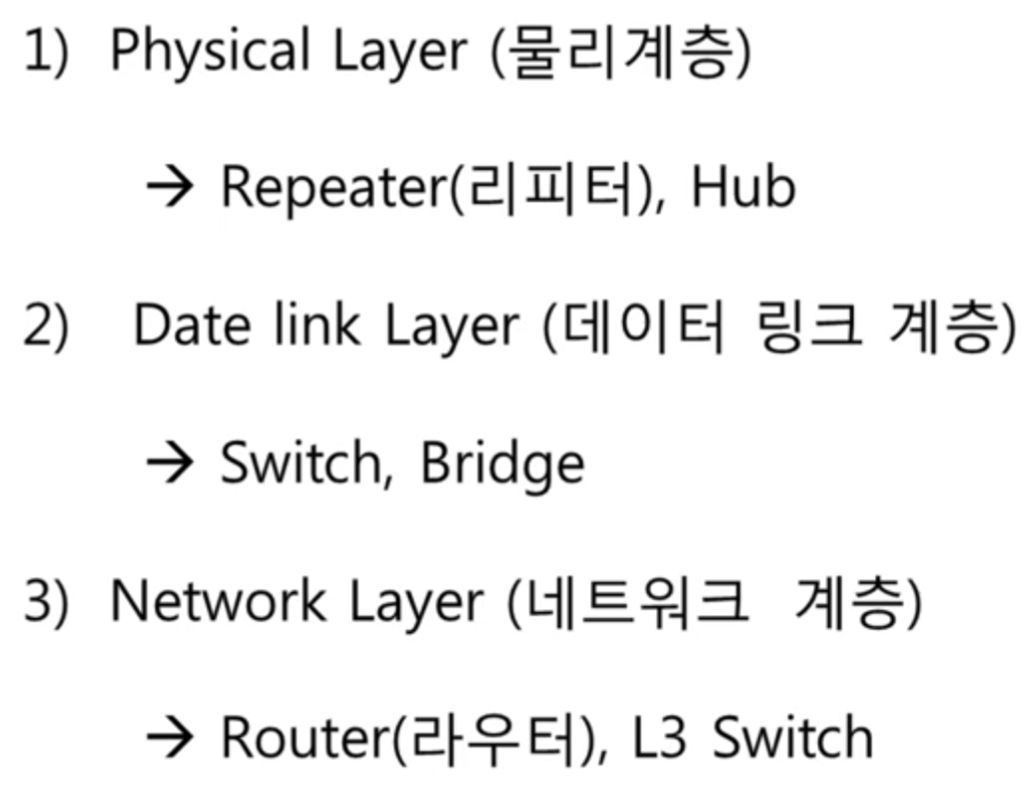 1) Physical Layer (물리계층)
→ Repeater(리피터), Hub
2) Date link Layer (데이터 링크 계층)
→ Switch, Bridge
3) Network Layer (네트워크 계층)
→ Router(라우터), L3 Switch